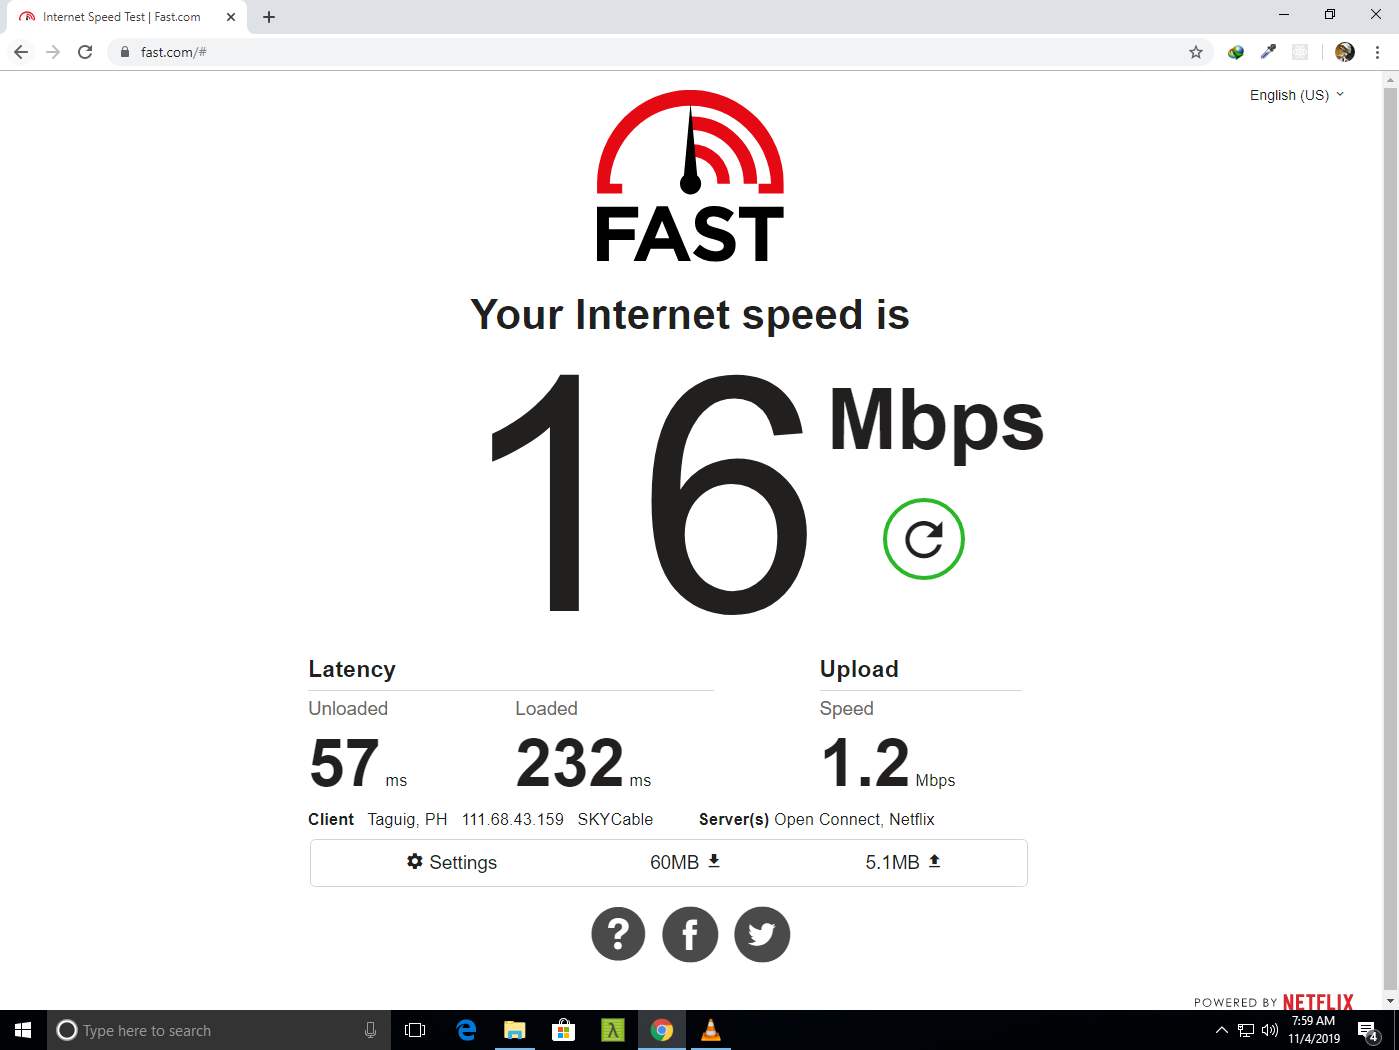 Internet Speed Test | Fast.com
fast.com/#
English (US)
FAST
Your Internet speed is
16 Mbps
Latency
Upload
Unloaded
Loaded
Speed
57 ms
232 ms
1.2 Mbps
Client Taguig, PH 111.68.43.159 SKYCable Server(s) Open Connect, Netflix
Settings 60MB 5.1MB
?
f
POWERED BY NETFLIX
Type here to search
λ
7:59 AM
11/4/2019
4